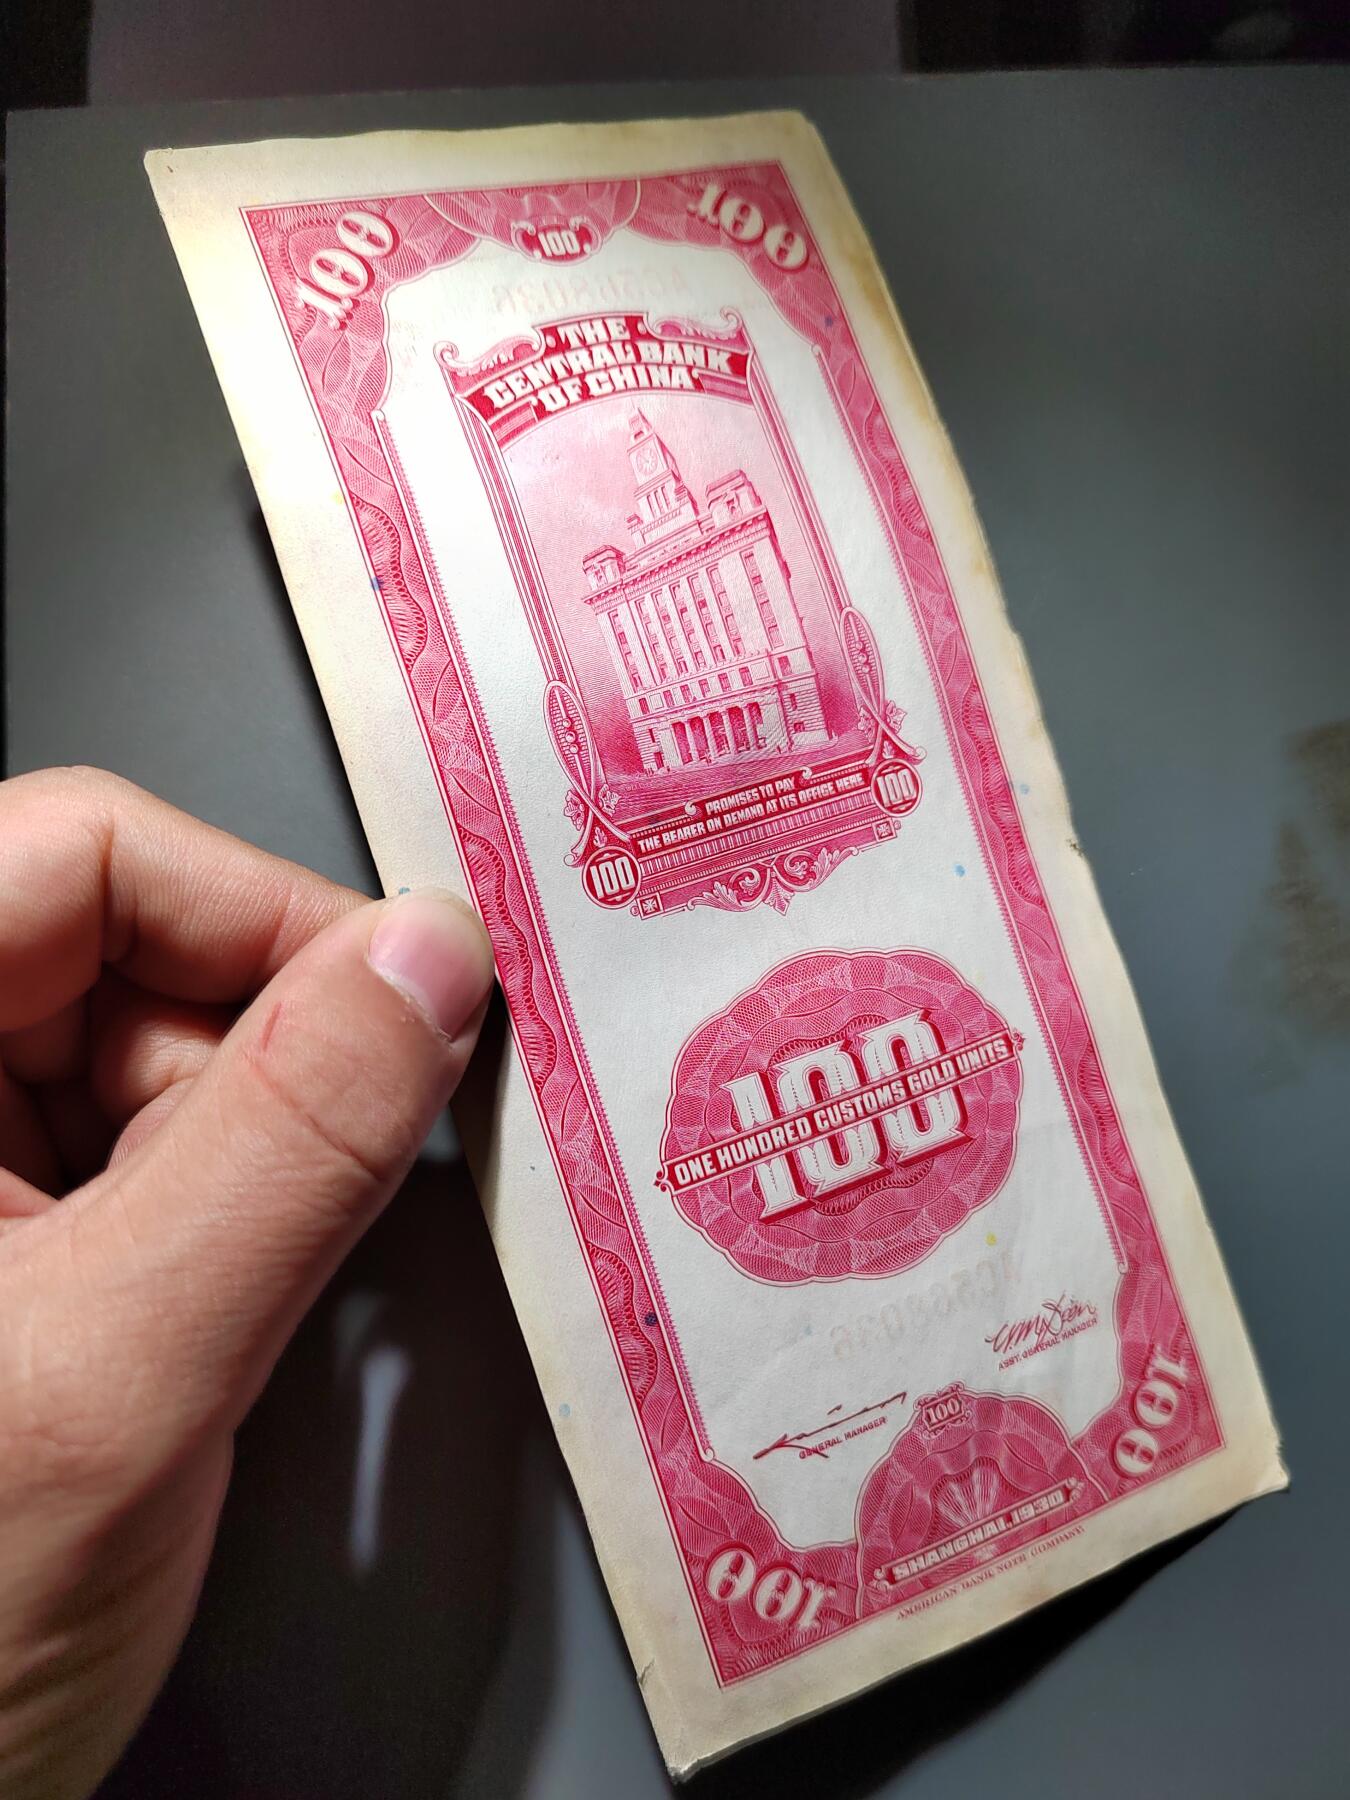 100
100
100
THE
CENTRAL BANK
OF CHINA
PROMISES TO PAY
THE BEARER ON DEMAND AT ITS OFFICE HERE
100
100
100
ONE HUNDRED CUSTOMS GOLD UNITS
AC568036
ASST. GENERAL MANAGER
GENERAL MANAGER
100
100
100
SHANGHAI, 1930
AMERICAN BANK NOTE COMPANY